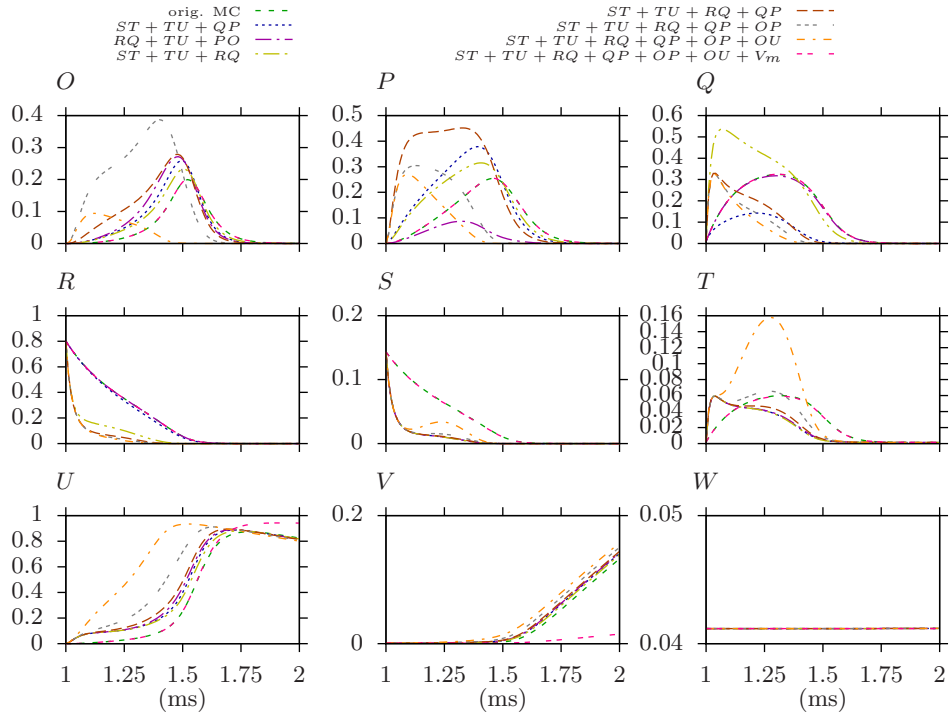 orig. MC
ST + TU + QP
RQ + TU + PO
ST + TU + RQ
ST + TU + RQ + QP
ST + TU + RQ + QP + OP
ST + TU + RQ + QP + OP + OU
ST + TU + RQ + QP + OP + OU + Vm
O
0.4
0.3
0.2
0.1
0
P
0.5
0.4
0.3
0.2
0.1
0
Q
0.6
0.5
0.4
0.3
0.2
0.1
0
R
1
0.8
0.6
0.4
0.2
0
S
0.2
0.1
0
T
0.16
0.14
0.12
0.1
0.08
0.06
0.04
0.02
0
U
1
0.8
0.6
0.4
0.2
0
1 1.25 1.5 1.75 2
(ms)
V
0.2
0
1 1.25 1.5 1.75 2
(ms)
W
0.05
0.04
1 1.25 1.5 1.75 2
(ms)